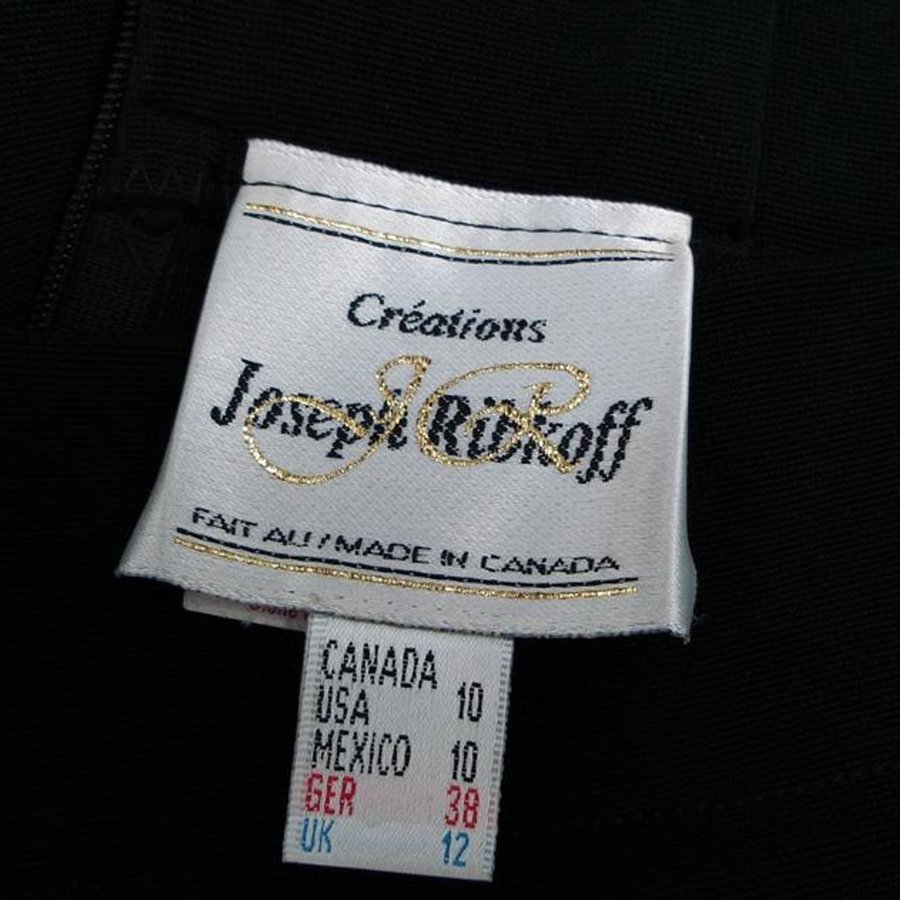 Créations
Joseph Ribkoff
FAIT AU / MADE IN CANADA
CANADA
USA 10
MEXICO 10
GER 38
UK 12